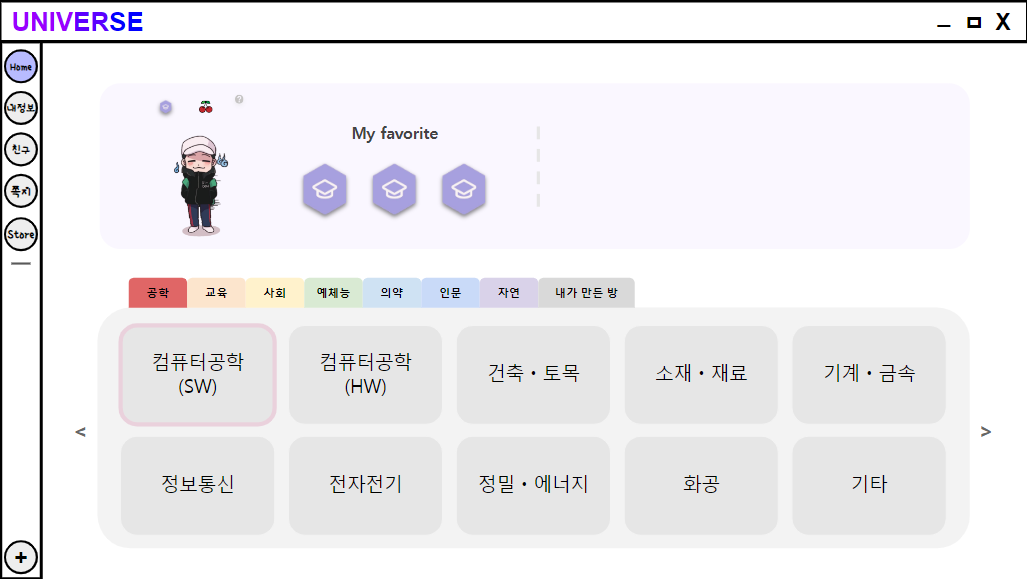 UNIVERSE
X
Home
내정보
친구
쪽지
Store
+
?
My favorite
공학 교육 사회 예체능 의약 인문 자연 내가 만든 방
컴퓨터공학
(SW)
컴퓨터공학
(HW)
건축·토목
소재·재료
기계·금속
<
>
정보통신
전자전기
정밀·에너지
화공
기타